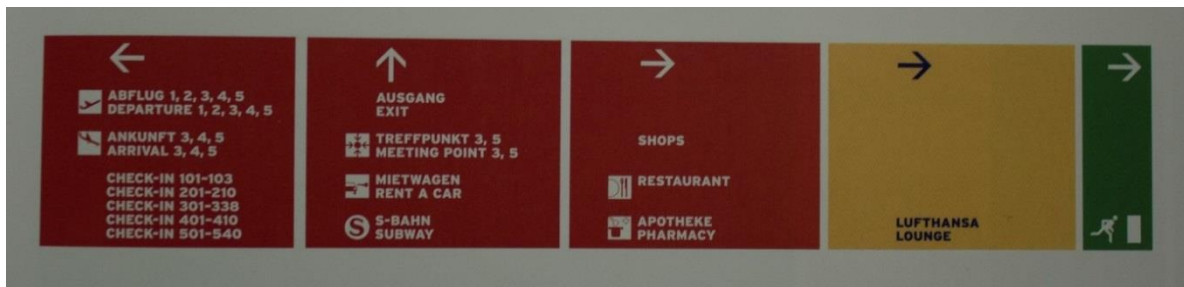 ABFLUG 1, 2, 3, 4, 5
DEPARTURE 1, 2, 3, 4, 5
ANKUNFT 3, 4, 5
ARRIVAL 3, 4, 5
CHECK-IN 101-103
CHECK-IN 201-210
CHECK-IN 301-338
CHECK-IN 401-410
CHECK-IN 501-540
AUSGANG
EXIT
TREFFPUNKT 3, 5
MEETING POINT 3, 5
MIETWAGEN
RENT A CAR
S-BAHN
SUBWAY
SHOPS
RESTAURANT
APOTHEKE
PHARMACY
LUFTHANSA
LOUNGE